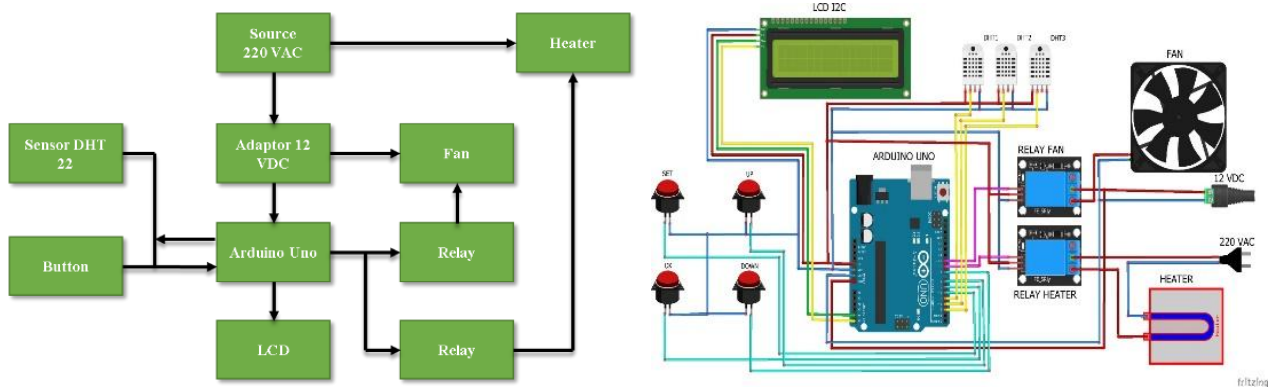 Source
220 VAC
Heater
Sensor DHT
22
Adaptor 12
VDC
Fan
Button
Arduino Uno
Relay
LCD
Relay
LCD I2C
DHT1
DHT2
DHT3
FAN
SET
UP
ARDUINO UNO
RELAY FAN
12 VDC
OK
DOWN
220 VAC
RELAY HEATER
HEATER
UNO
fritzing